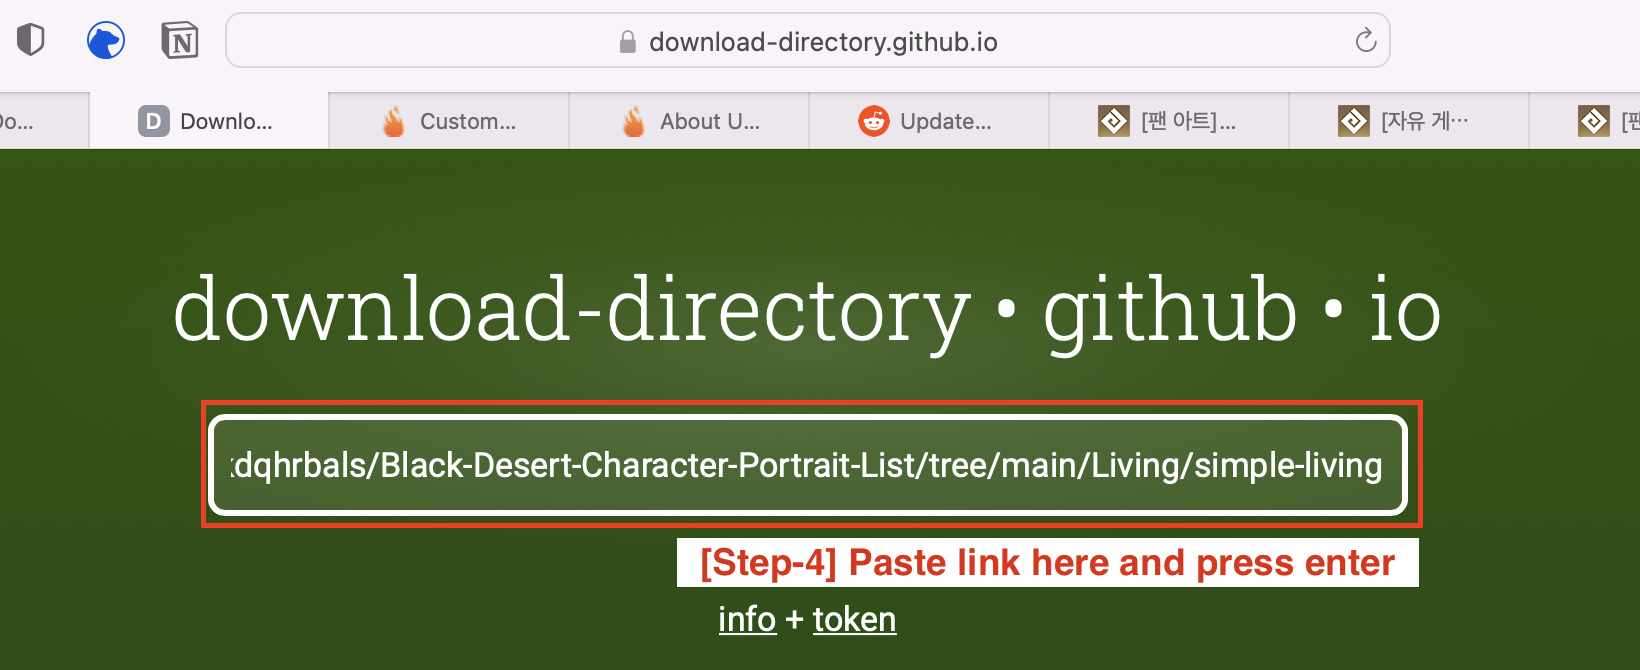 download-directory.github.io
Do...
D Downlo...
Custom...
About U...
Update...
[팬 아트]...
[자유 게...
[팬
download-directory • github • io
dqhrbals/Black-Desert-Character-Portrait-List/tree/main/Living/simple-living
[Step-4] Paste link here and press enter
info + token